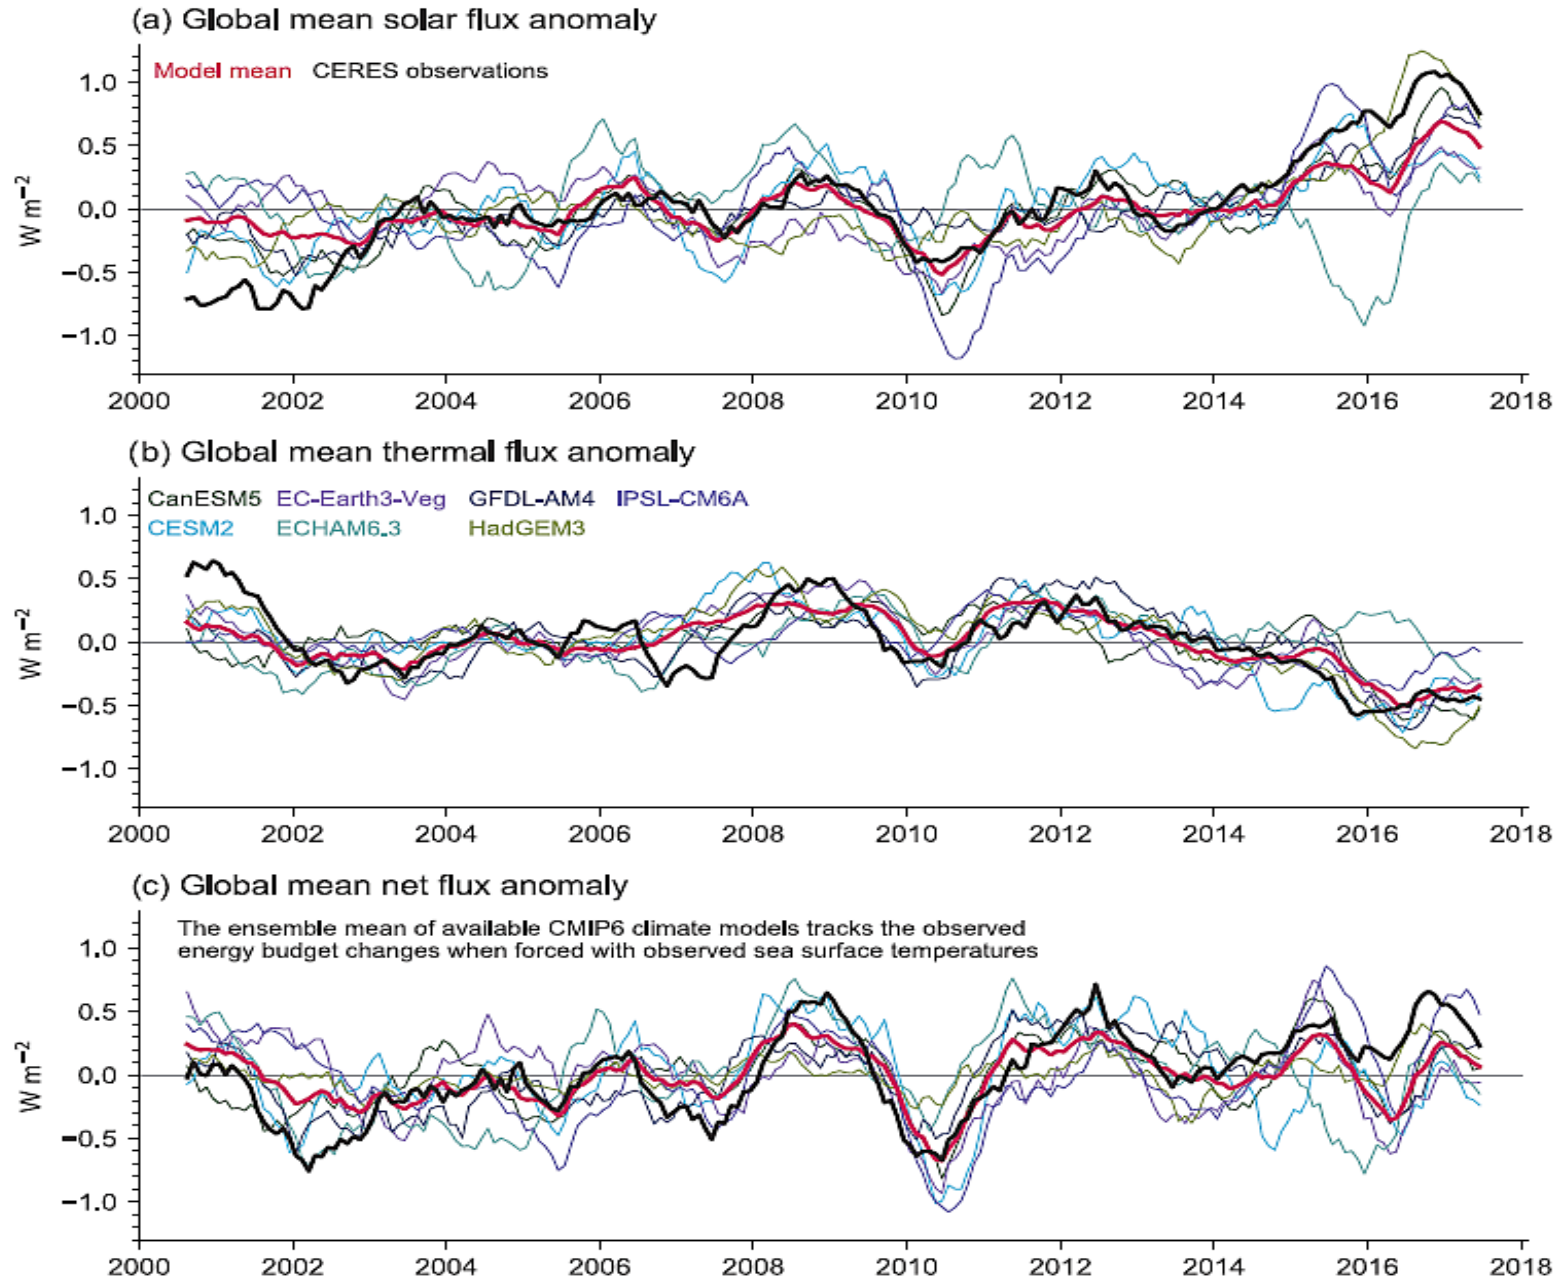 (a) Global mean solar flux anomaly
Model mean CERES observations
1.0
0.5
0.0
−0.5
−1.0
W m−2
2000 2002 2004 2006 2008 2010 2012 2014 2016 2018
(b) Global mean thermal flux anomaly
CanESM5 EC-Earth3-Veg GFDL-AM4 IPSL-CM6A
CESM2 ECHAM6.3 HadGEM3
1.0
0.5
0.0
−0.5
−1.0
W m−2
2000 2002 2004 2006 2008 2010 2012 2014 2016 2018
(c) Global mean net flux anomaly
The ensemble mean of available CMIP6 climate models tracks the observed
energy budget changes when forced with observed sea surface temperatures
1.0
0.5
0.0
−0.5
−1.0
W m−2
2000 2002 2004 2006 2008 2010 2012 2014 2016 2018